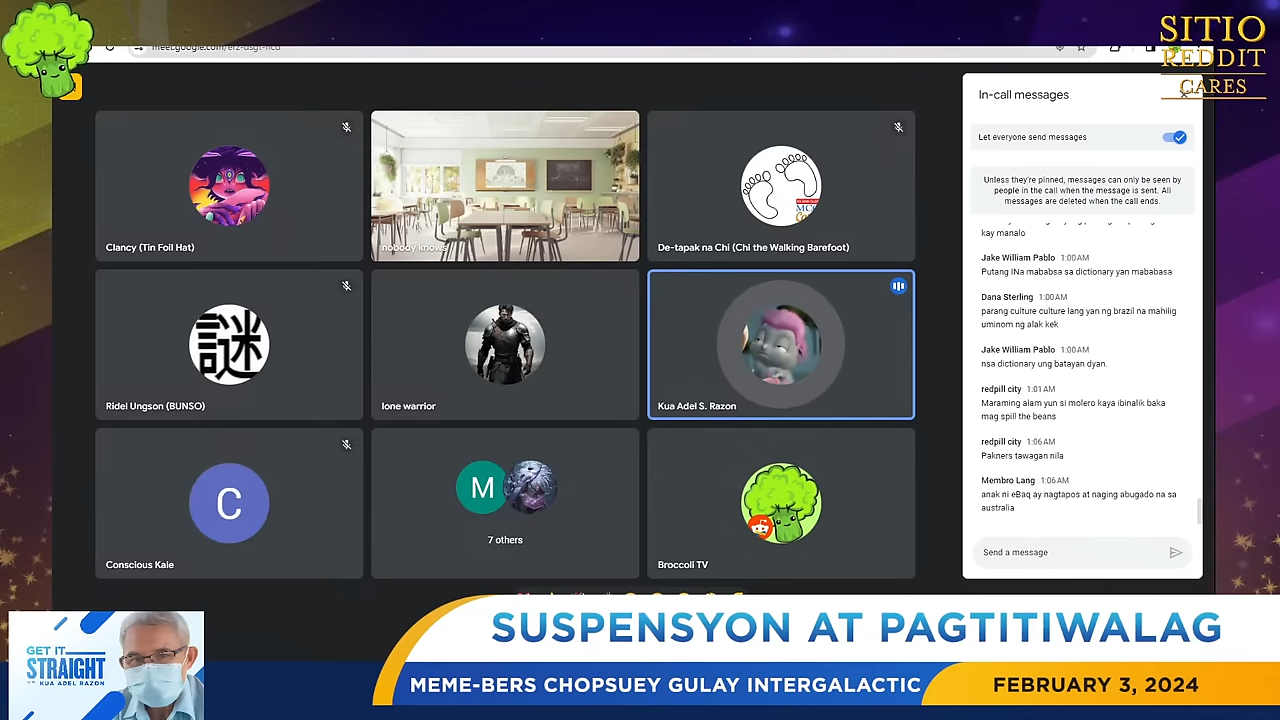 SITIO
REDDIT
CARES
In-call messages
Let everyone send messages
Unless they're pinned, messages can only be seen by
people in the call when the message is sent. All
messages are deleted when the call ends.
kay manalo
Jake William Pablo 1:00 AM
Putang INa mababsa sa dictionary yan mababasa
Dana Sterling 1:00 AM
parang culture culture lang yan ng brazil na mahilig
uminom ng alak kek
Jake William Pablo 1:00 AM
nsa dictionary ung batayan dyan.
redpill city 1:01 AM
Maraming alam yun si molero kaya ibinalik baka
mag spill the beans
redpill city 1:06 AM
Pakners tawagan nila
Membro Lang 1:06 AM
anak ni eBaq ay nagtapos at naging abugado na sa
australia
Send a message
Clancy (Tin Foil Hat)
nobody knows
De-tapak na Chi (Chi the Walking Barefoot)
謎
Ridel Ungson (BUNSO)
lone warrior
Kua Adel S. Razon
C
Conscious Kale
M
7 others
Broccoli TV
GET IT
STRAIGHT
KUA ADEL RAZON
SUSPENSYON AT PAGTITIWALAG
MEME-BERS CHOPSUEY GULAY INTERGALACTIC
FEBRUARY 3, 2024